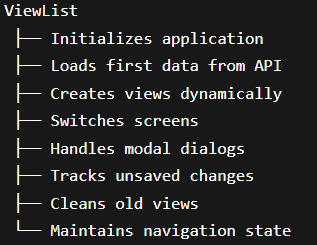 ViewList
├── Initializes application
├── Loads first data from API
├── Creates views dynamically
├── Switches screens
├── Handles modal dialogs
├── Tracks unsaved changes
├── Cleans old views
└── Maintains navigation state